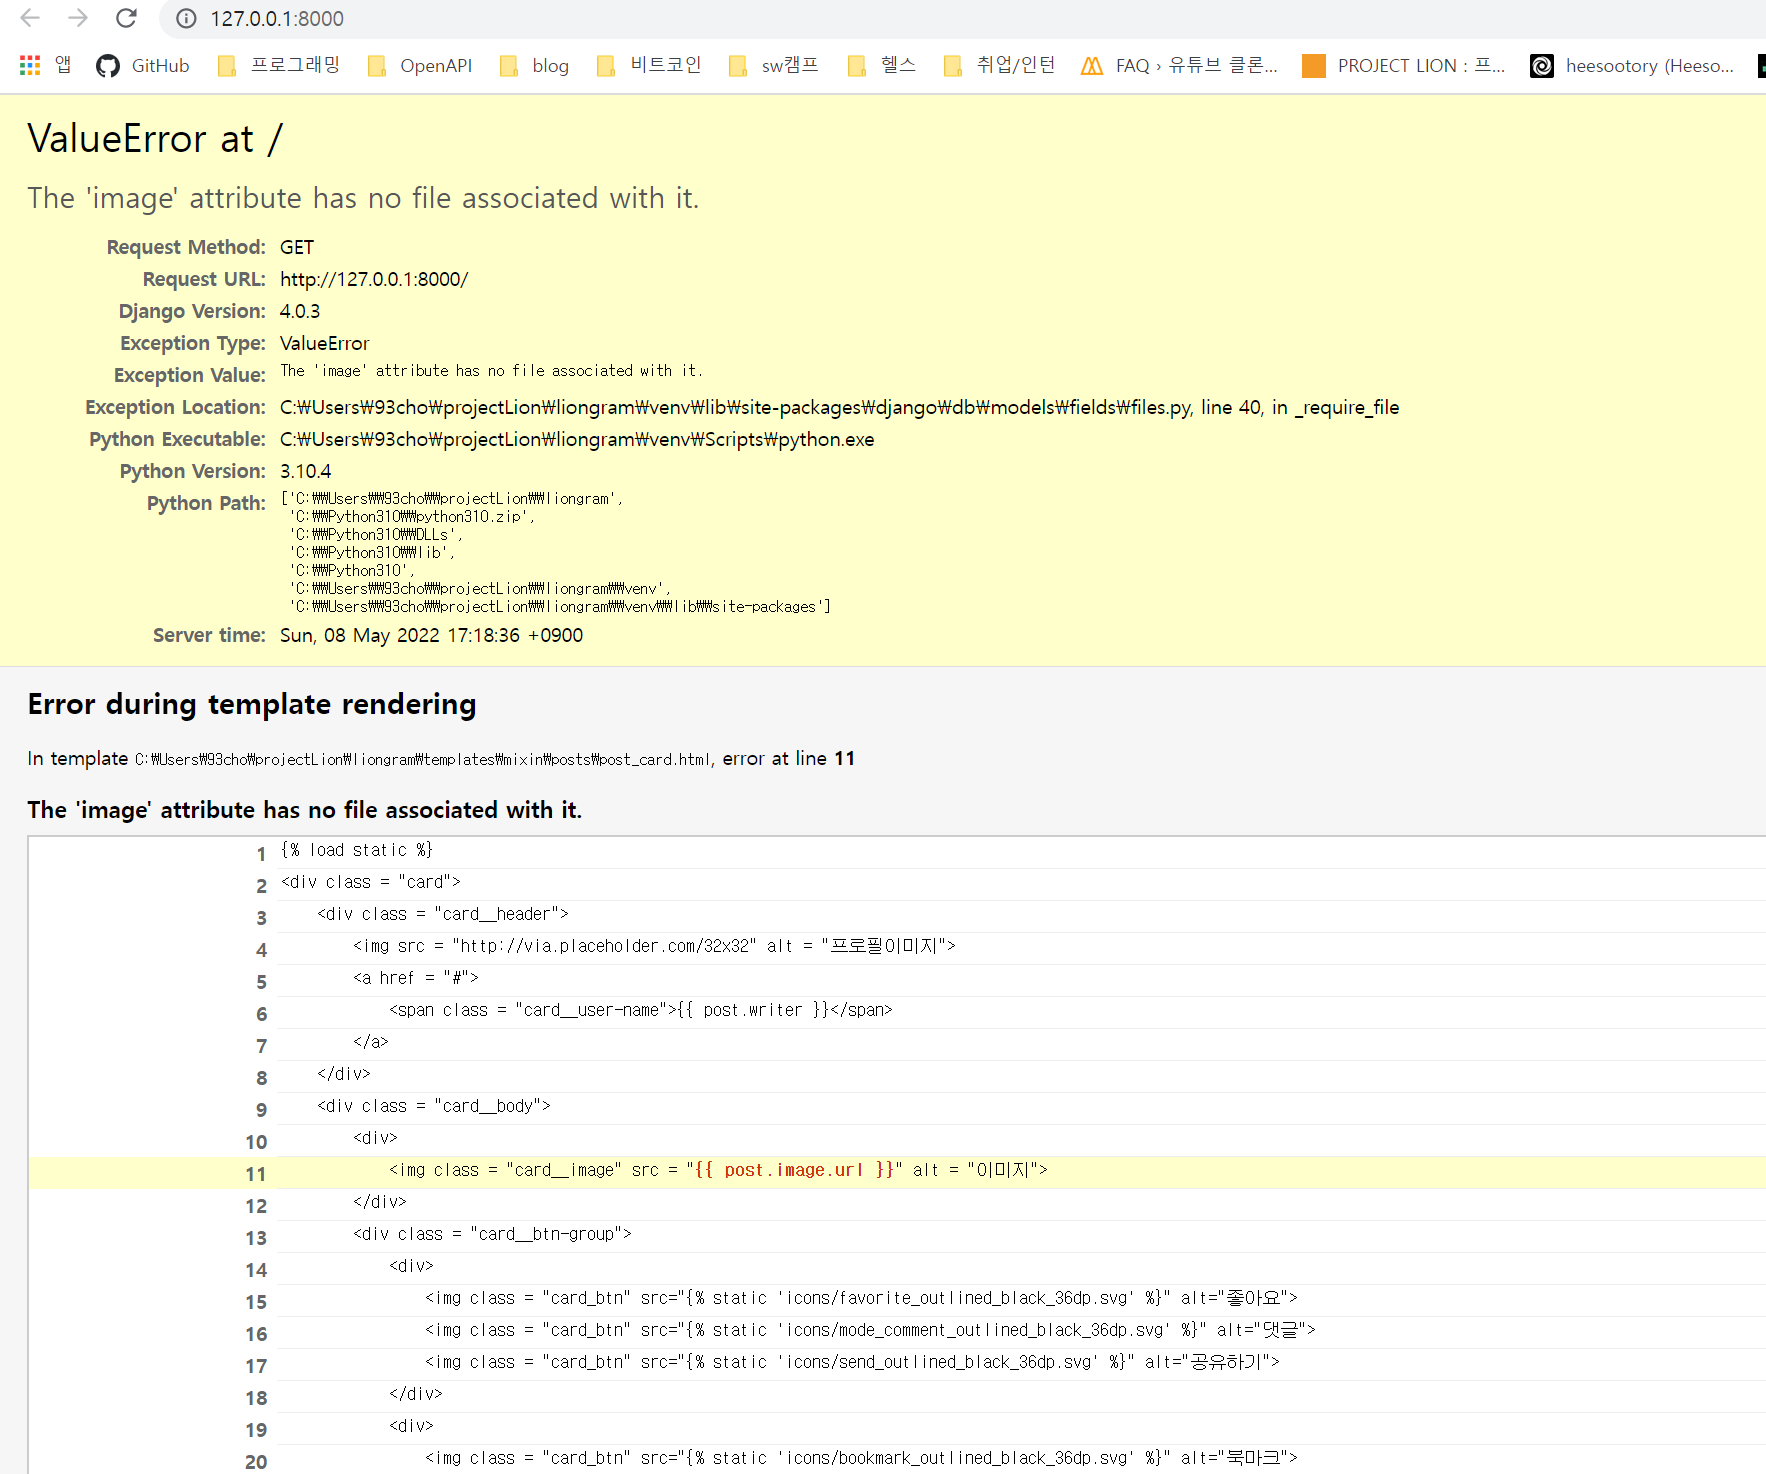 127.0.0.1:8000
앱 GitHub 프로그래밍 OpenAPI blog 비트코인 sw캠프 헬스 취업/인턴 FAQ › 유튜브 클론... PROJECT LION : 프... heesootory (Heeso...
ValueError at /
The 'image' attribute has no file associated with it.
Request Method: GET
Request URL: http://127.0.0.1:8000/
Django Version: 4.0.3
Exception Type: ValueError
Exception Value: The 'image' attribute has no file associated with it.
Exception Location: C:₩Users₩93cho₩projectLion₩liongram₩venv₩lib₩site-packages₩django₩db₩models₩fields₩files.py, line 40, in _require_file
Python Executable: C:₩Users₩93cho₩projectLion₩liongram₩venv₩Scripts₩python.exe
Python Version: 3.10.4
Python Path: ['C:₩₩Users₩₩93cho₩₩projectLion₩₩liongram',
'C:₩₩Python310₩₩python310.zip',
'C:₩₩Python310₩₩DLLs',
'C:₩₩Python310₩₩lib',
'C:₩₩Python310',
'C:₩₩Users₩₩93cho₩₩projectLion₩₩liongram₩₩venv',
'C:₩₩Users₩₩93cho₩₩projectLion₩₩liongram₩₩venv₩₩lib₩₩site-packages']
Server time: Sun, 08 May 2022 17:18:36 +0900
Error during template rendering
In template C:₩Users₩93cho₩projectLion₩liongram₩templates₩mixin₩posts₩post_card.html, error at line 11
The 'image' attribute has no file associated with it.
1 {% load static %}
2 <div class = "card">
3 <div class = "card__header">
4 <img src = "http://via.placeholder.com/32x32" alt = "프로필이미지">
5 <a href = "#">
6 <span class = "card__user-name">{{ post.writer }}</span>
7 </a>
8 </div>
9 <div class = "card__body">
10 <div>
11 <img class = "card__image" src = "{{ post.image.url }}" alt = "이미지">
12 </div>
13 <div class = "card__btn-group">
14 <div>
15 <img class = "card_btn" src="{% static 'icons/favorite_outlined_black_36dp.svg' %}" alt="좋아요">
16 <img class = "card_btn" src="{% static 'icons/mode_comment_outlined_black_36dp.svg' %}" alt="댓글">
17 <img class = "card_btn" src="{% static 'icons/send_outlined_black_36dp.svg' %}" alt="공유하기">
18 </div>
19 <div>
20 <img class = "card_btn" src="{% static 'icons/bookmark_outlined_black_36dp.svg' %}" alt="북마크">